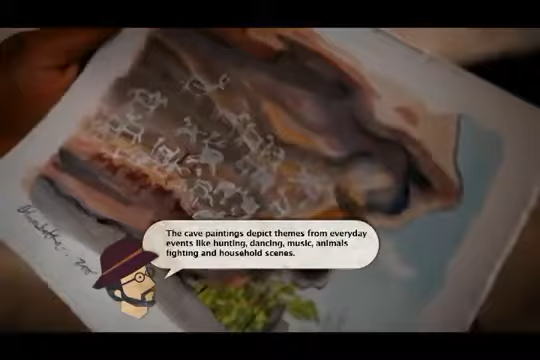 The cave paintings depict themes from everyday
events like hunting, dancing, music, animals
fighting and household scenes.